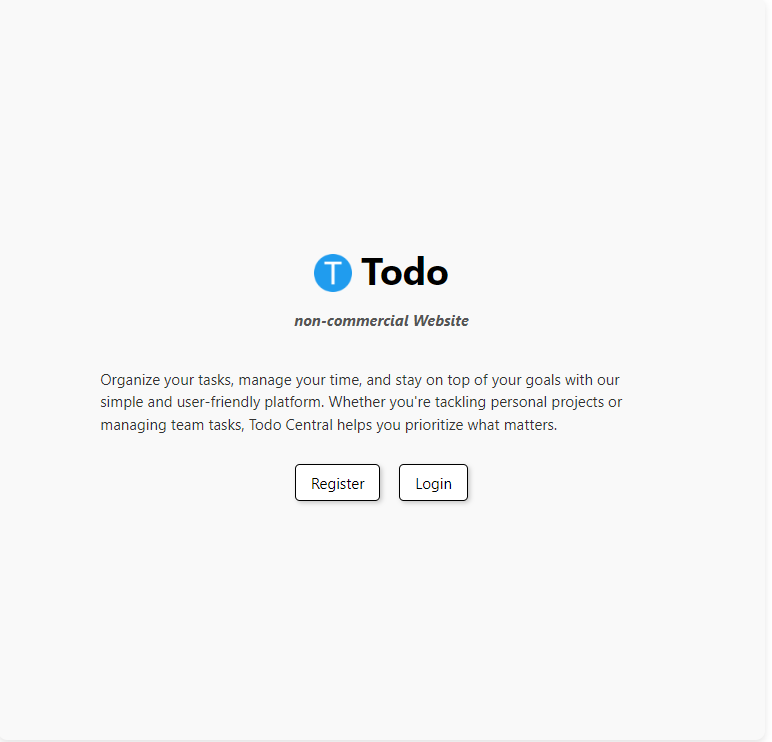 T Todo
non-commercial Website
Organize your tasks, manage your time, and stay on top of your goals with our
simple and user-friendly platform. Whether you're tackling personal projects or
managing team tasks, Todo Central helps you prioritize what matters.
Register Login